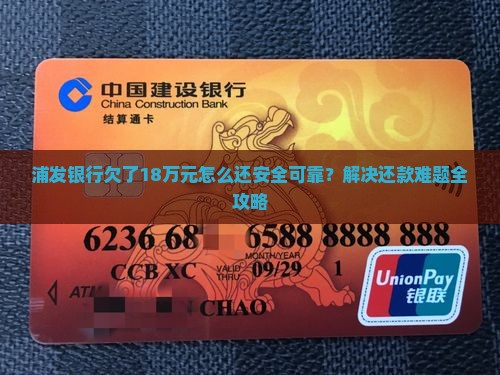 中国建设银行
China Construction Bank
结算通卡
浦发银行欠了18万元怎么还安全可靠？解决还款难题全
攻略
6236 68 6588 8888 888
MONTH/YEAR
CCB XC VALID THRU 09/29 1
ATM
CHAO
UnionPay
银联